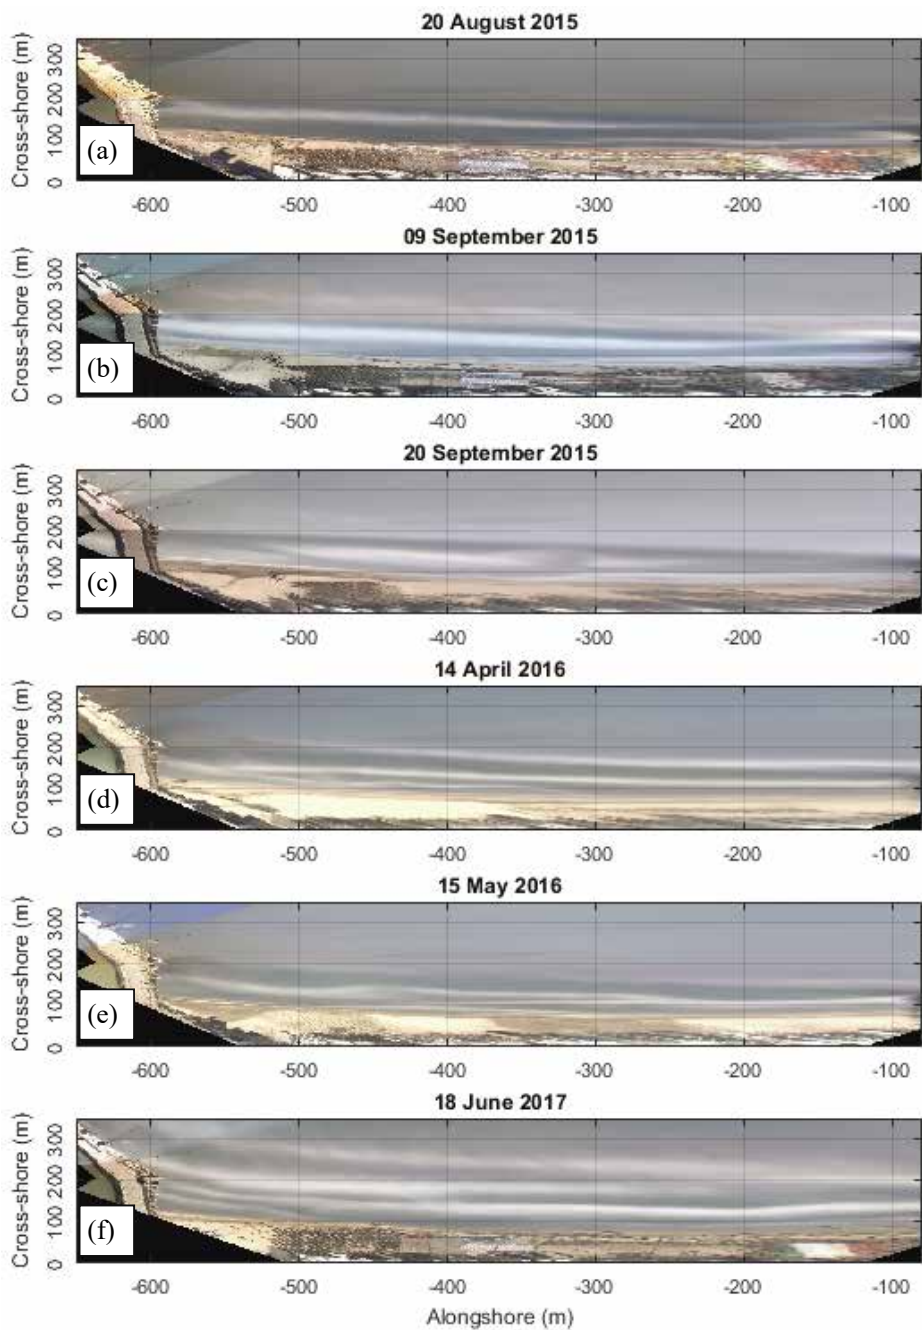 20 August 2015
Cross-shore (m)
300
200
100
0
(a)
-600 -500 -400 -300 -200 -100
09 September 2015
Cross-shore (m)
300
200
100
0
(b)
-600 -500 -400 -300 -200 -100
20 September 2015
Cross-shore (m)
300
200
100
0
(c)
-600 -500 -400 -300 -200 -100
14 April 2016
Cross-shore (m)
300
200
100
0
(d)
-600 -500 -400 -300 -200 -100
15 May 2016
Cross-shore (m)
300
200
100
0
(e)
-600 -500 -400 -300 -200 -100
18 June 2017
Cross-shore (m)
300
200
100
0
(f)
-600 -500 -400 -300 -200 -100
Alongshore (m)